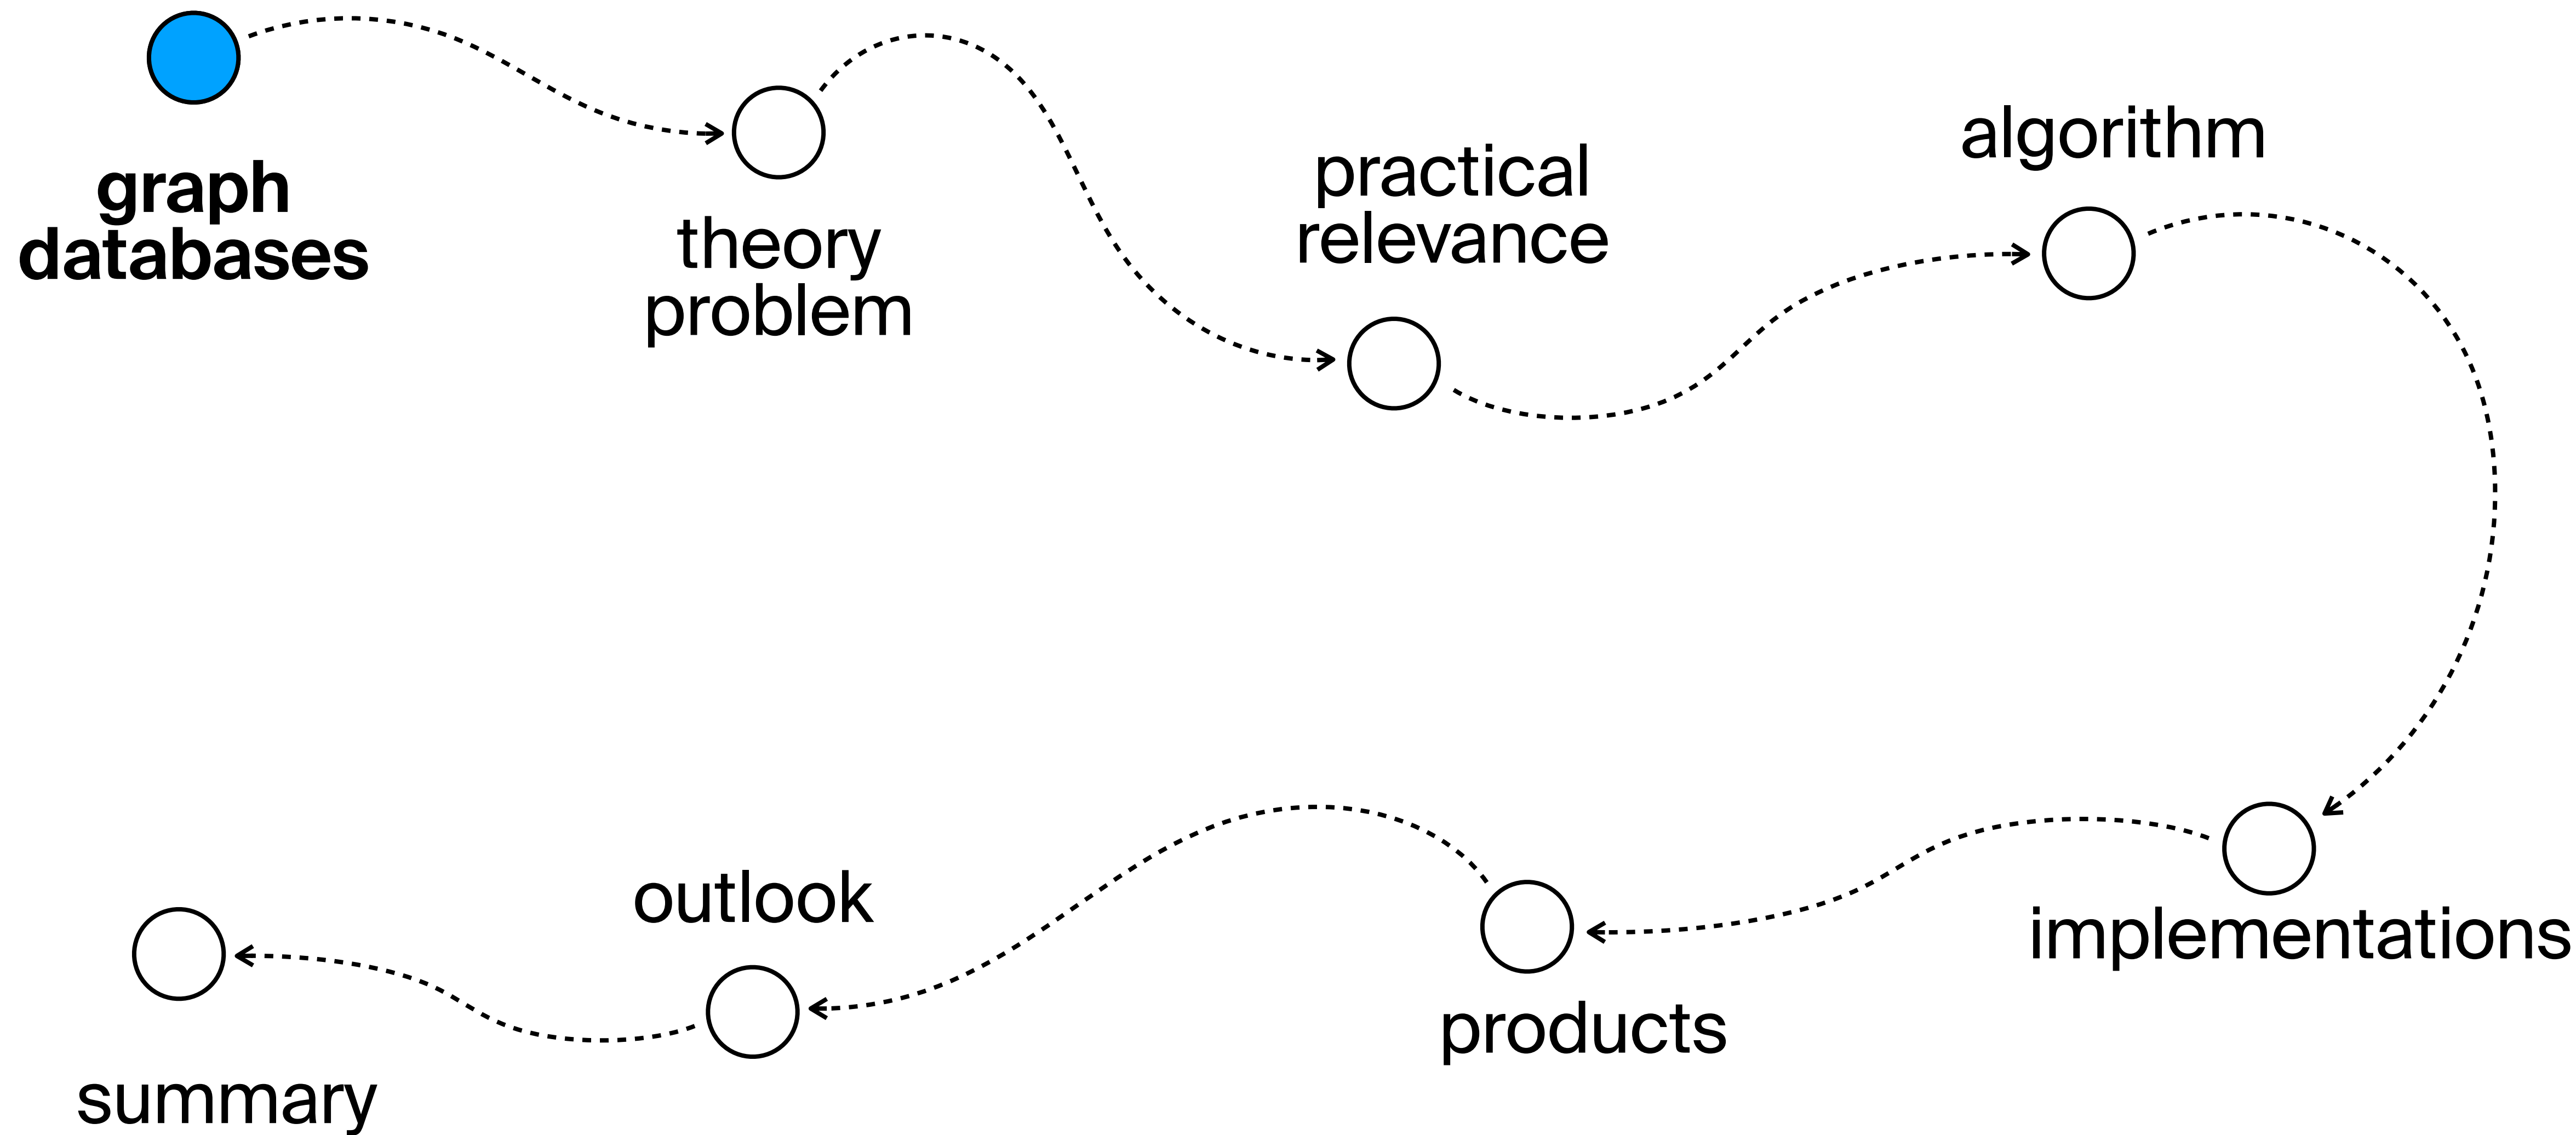 graph
databases
theory
problem
practical
relevance
algorithm
implementations
products
outlook
summary